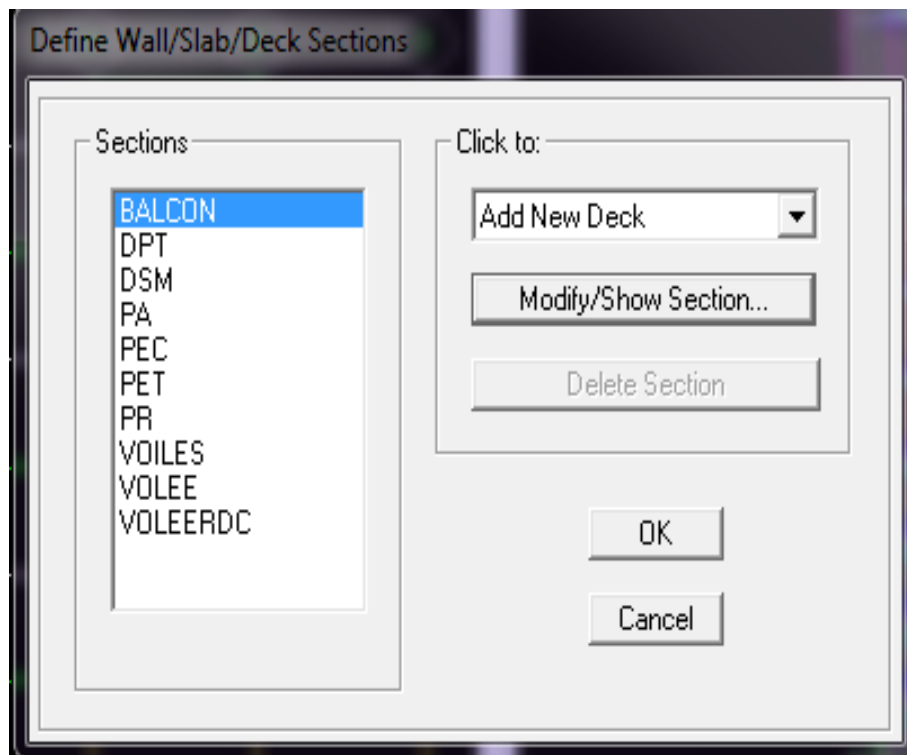 Define Wall/Slab/Deck Sections
Sections
BALCON
DPT
DSM
PA
PEC
PET
PR
VOILES
VOLEE
VOLEERDC
Click to:
Add New Deck
Modify/Show Section...
Delete Section
OK
Cancel